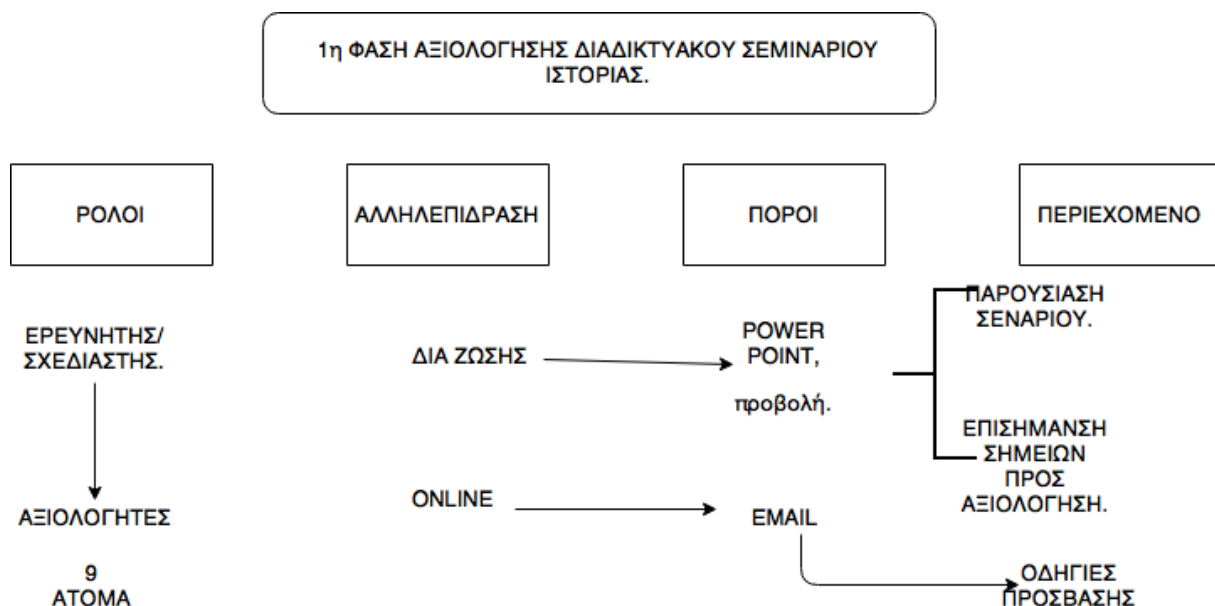 1η ΦΑΣΗ ΑΞΙΟΛΟΓΗΣΗΣ ΔΙΑΔΙΚΤΥΑΚΟΥ ΣΕΜΙΝΑΡΙΟΥ
ΙΣΤΟΡΙΑΣ.
ΡΟΛΟΙ
ΑΛΛΗΛΕΠΙΔΡΑΣΗ
ΠΟΡΟΙ
ΠΕΡΙΕΧΟΜΕΝΟ
ΕΡΕΥΝΗΤΗΣ/
ΣΧΕΔΙΑΣΤΗΣ.
ΔΙΑ ΖΩΣΗΣ
POWER
POINT,
προβολή.
ΠΑΡΟΥΣΙΑΣΗ
ΣΕΝΑΡΙΟΥ.
ΕΠΙΣΗΜΑΝΣΗ
ΣΗΜΕΙΩΝ
ΠΡΟΣ
ΑΞΙΟΛΟΓΗΣΗ.
ΑΞΙΟΛΟΓΗΤΕΣ
9
ΑΤΟΜΑ
ONLINE
EMAIL
ΟΔΗΓΙΕΣ
ΠΡΟΣΒΑΣΗΣ